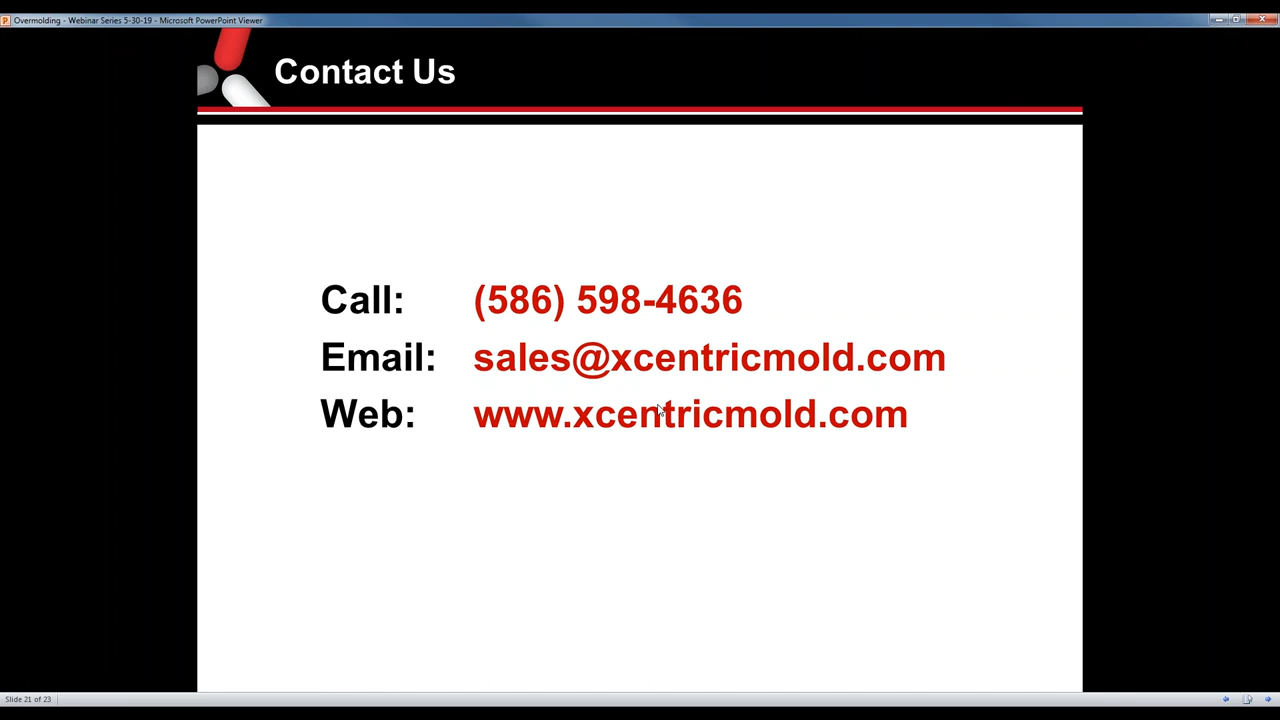 Overmolding - Webinar Series 5-30-19 - Microsoft PowerPoint Viewer
Contact Us
Call: (586) 598-4636
Email: sales@xcentricmold.com
Web: www.xcentricmold.com
Slide 21 of 23